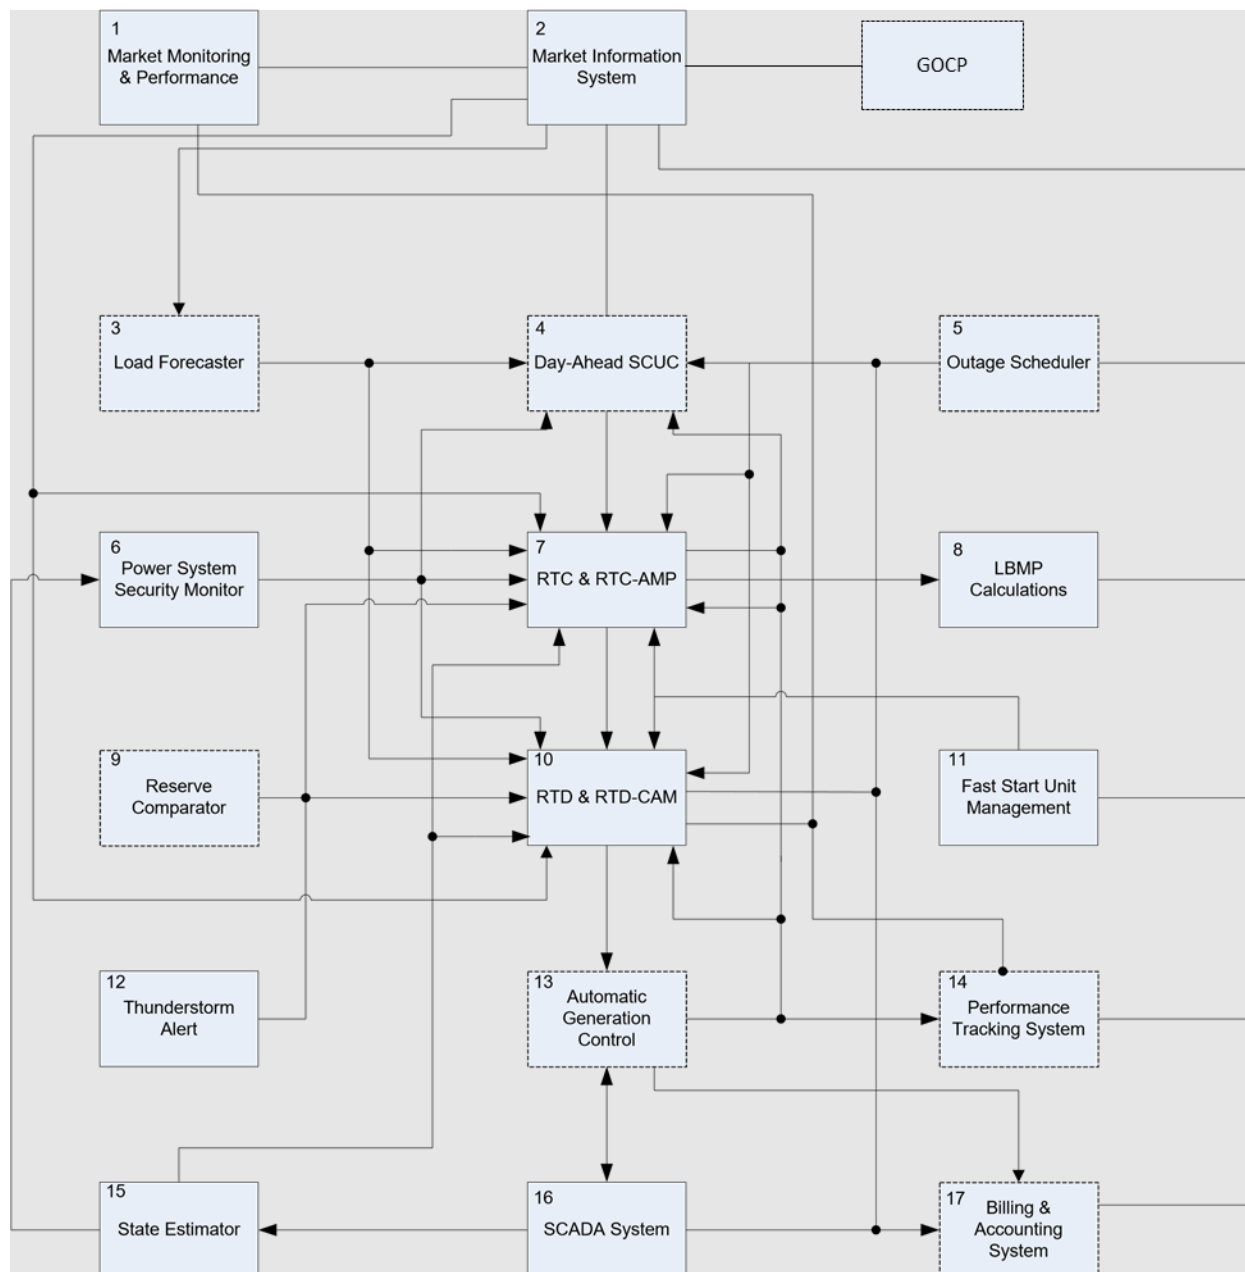 1
Market Monitoring
& Performance
2
Market Information
System
GOCP
3
Load Forecaster
4
Day-Ahead SCUC
5
Outage Scheduler
6
Power System
Security Monitor
7
RTC & RTC-AMP
8
LBMP
Calculations
9
Reserve
Comparator
10
RTD & RTD-CAM
11
Fast Start Unit
Management
12
Thunderstorm
Alert
13
Automatic
Generation
Control
14
Performance
Tracking System
15
State Estimator
16
SCADA System
17
Billing &
Accounting
System